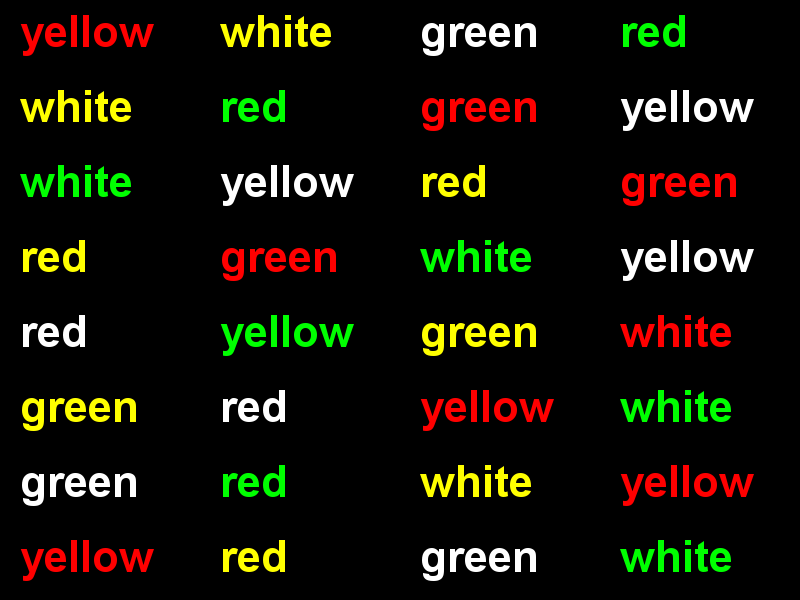 yellow white green red
white red green yellow
white yellow red green
red green white yellow
red yellow green white
green red yellow white
green red white yellow
yellow red green white